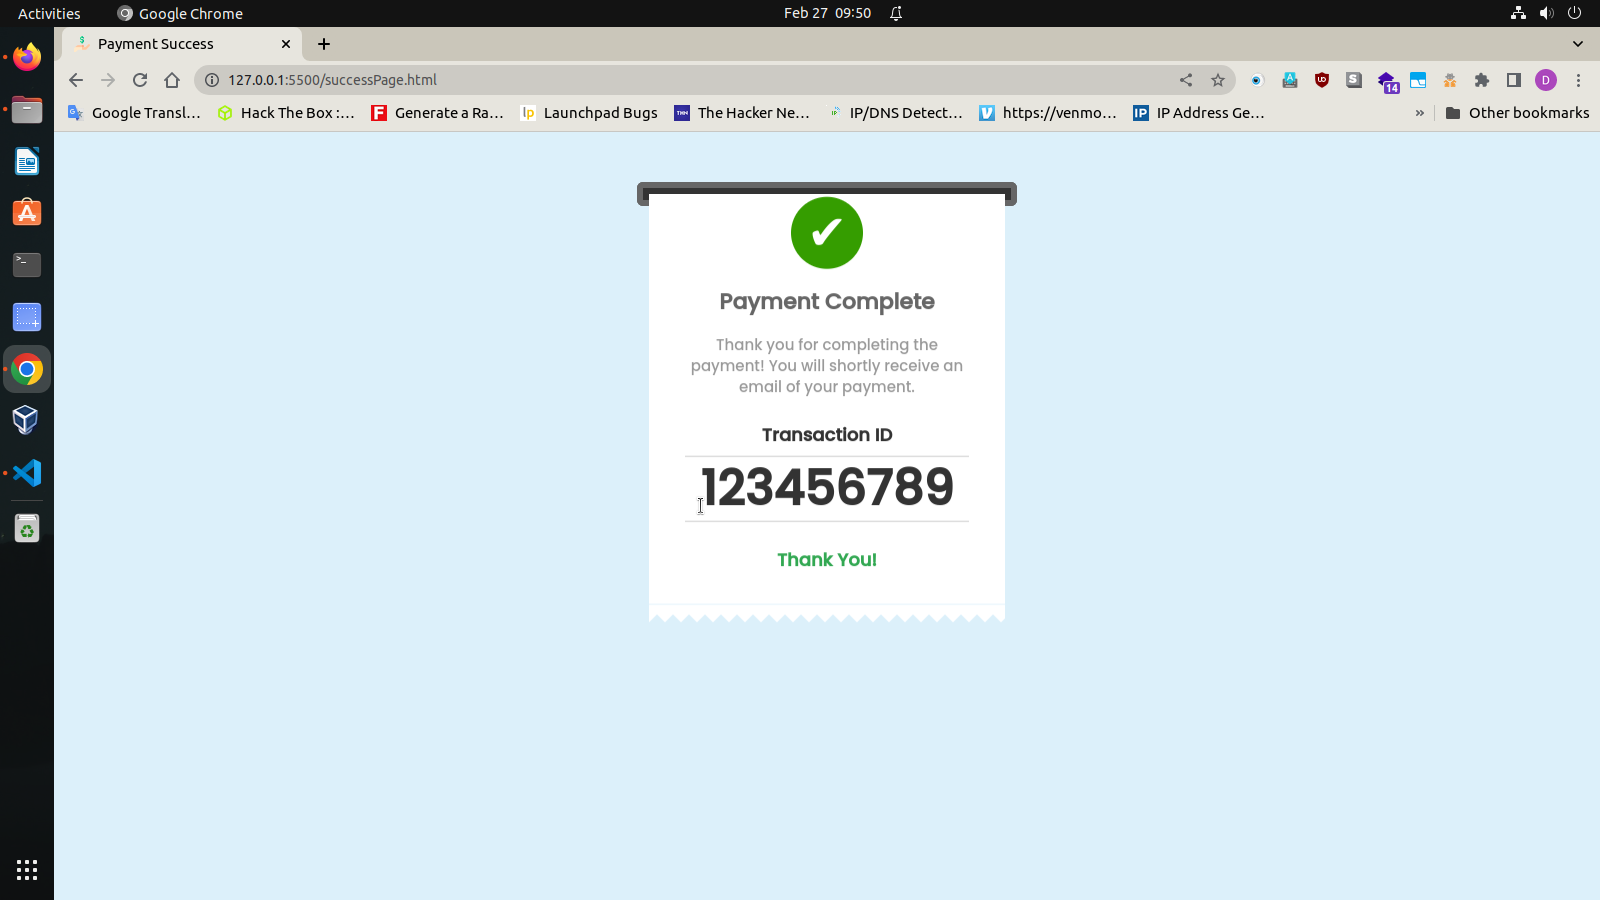 Activities
Google Chrome
Feb 27 09:50
Payment Success
127.0.0.1:5500/successPage.html
14
D
Google Transl...
Hack The Box :...
Generate a Ra...
Launchpad Bugs
The Hacker Ne...
IP/DNS Detect...
https://venmo...
IP Address Ge...
»
Other bookmarks
Payment Complete
Thank you for completing the
payment! You will shortly receive an
email of your payment.
Transaction ID
123456789
Thank You!